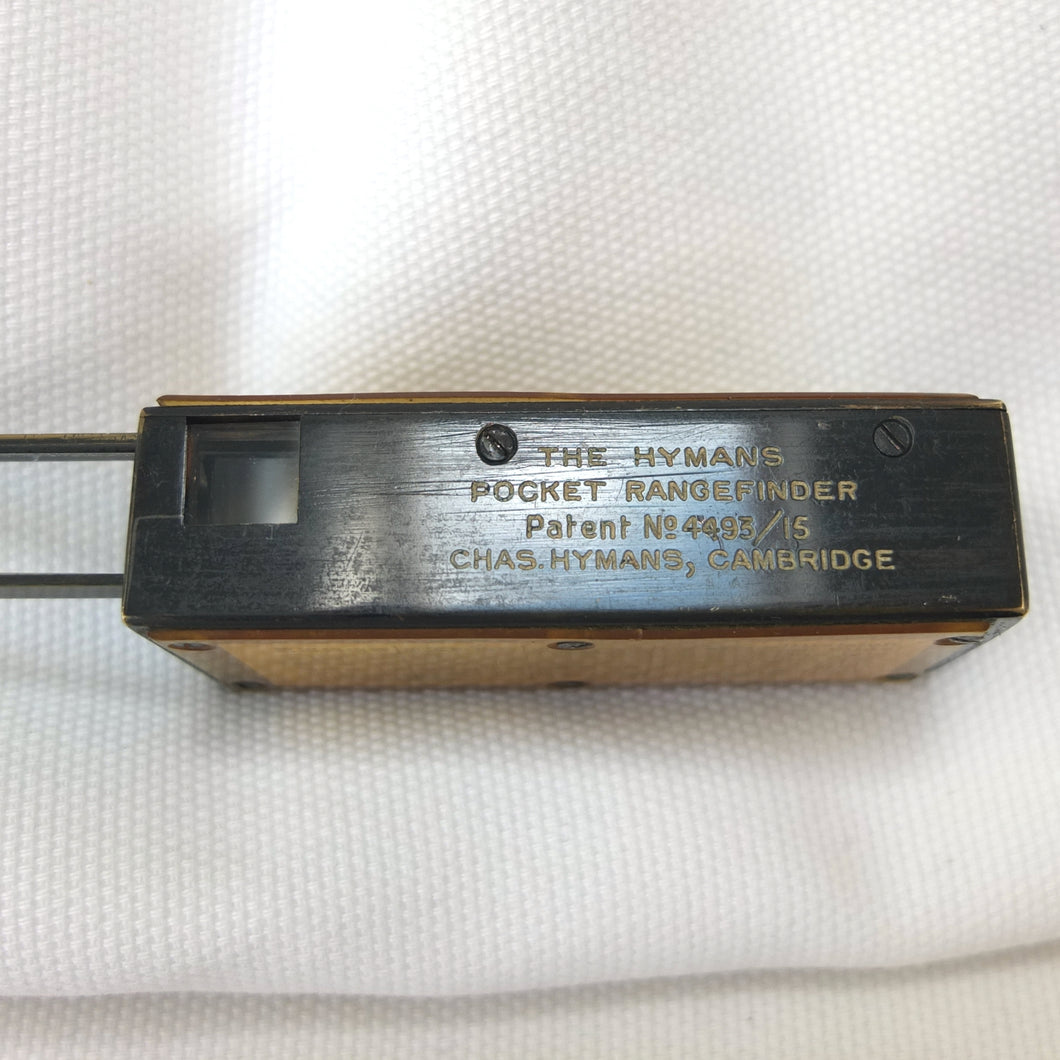 THE HYMANS
POCKET RANGEFINDER
Patent № 4493/15
CHAS. HYMANS, CAMBRIDGE